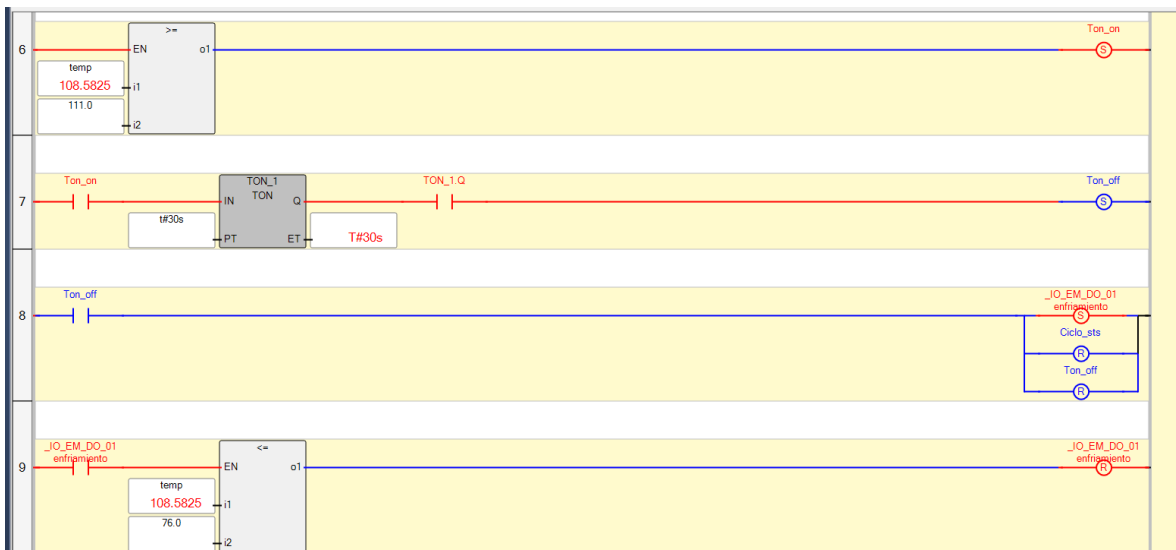 6
>=
EN o1
temp
108.5825
i1
111.0
i2
Ton_on
S
7
Ton_on
TON_1
TON
IN Q
t#30s
PT ET
T#30s
TON_1.Q
Ton_off
S
8
Ton_off
_IO_EM_DO_01
enfriamiento
S
Ciclo_sts
R
Ton_off
R
9
_IO_EM_DO_01
enfriamiento
<=
EN o1
temp
108.5825
i1
76.0
i2
_IO_EM_DO_01
enfriamiento
R